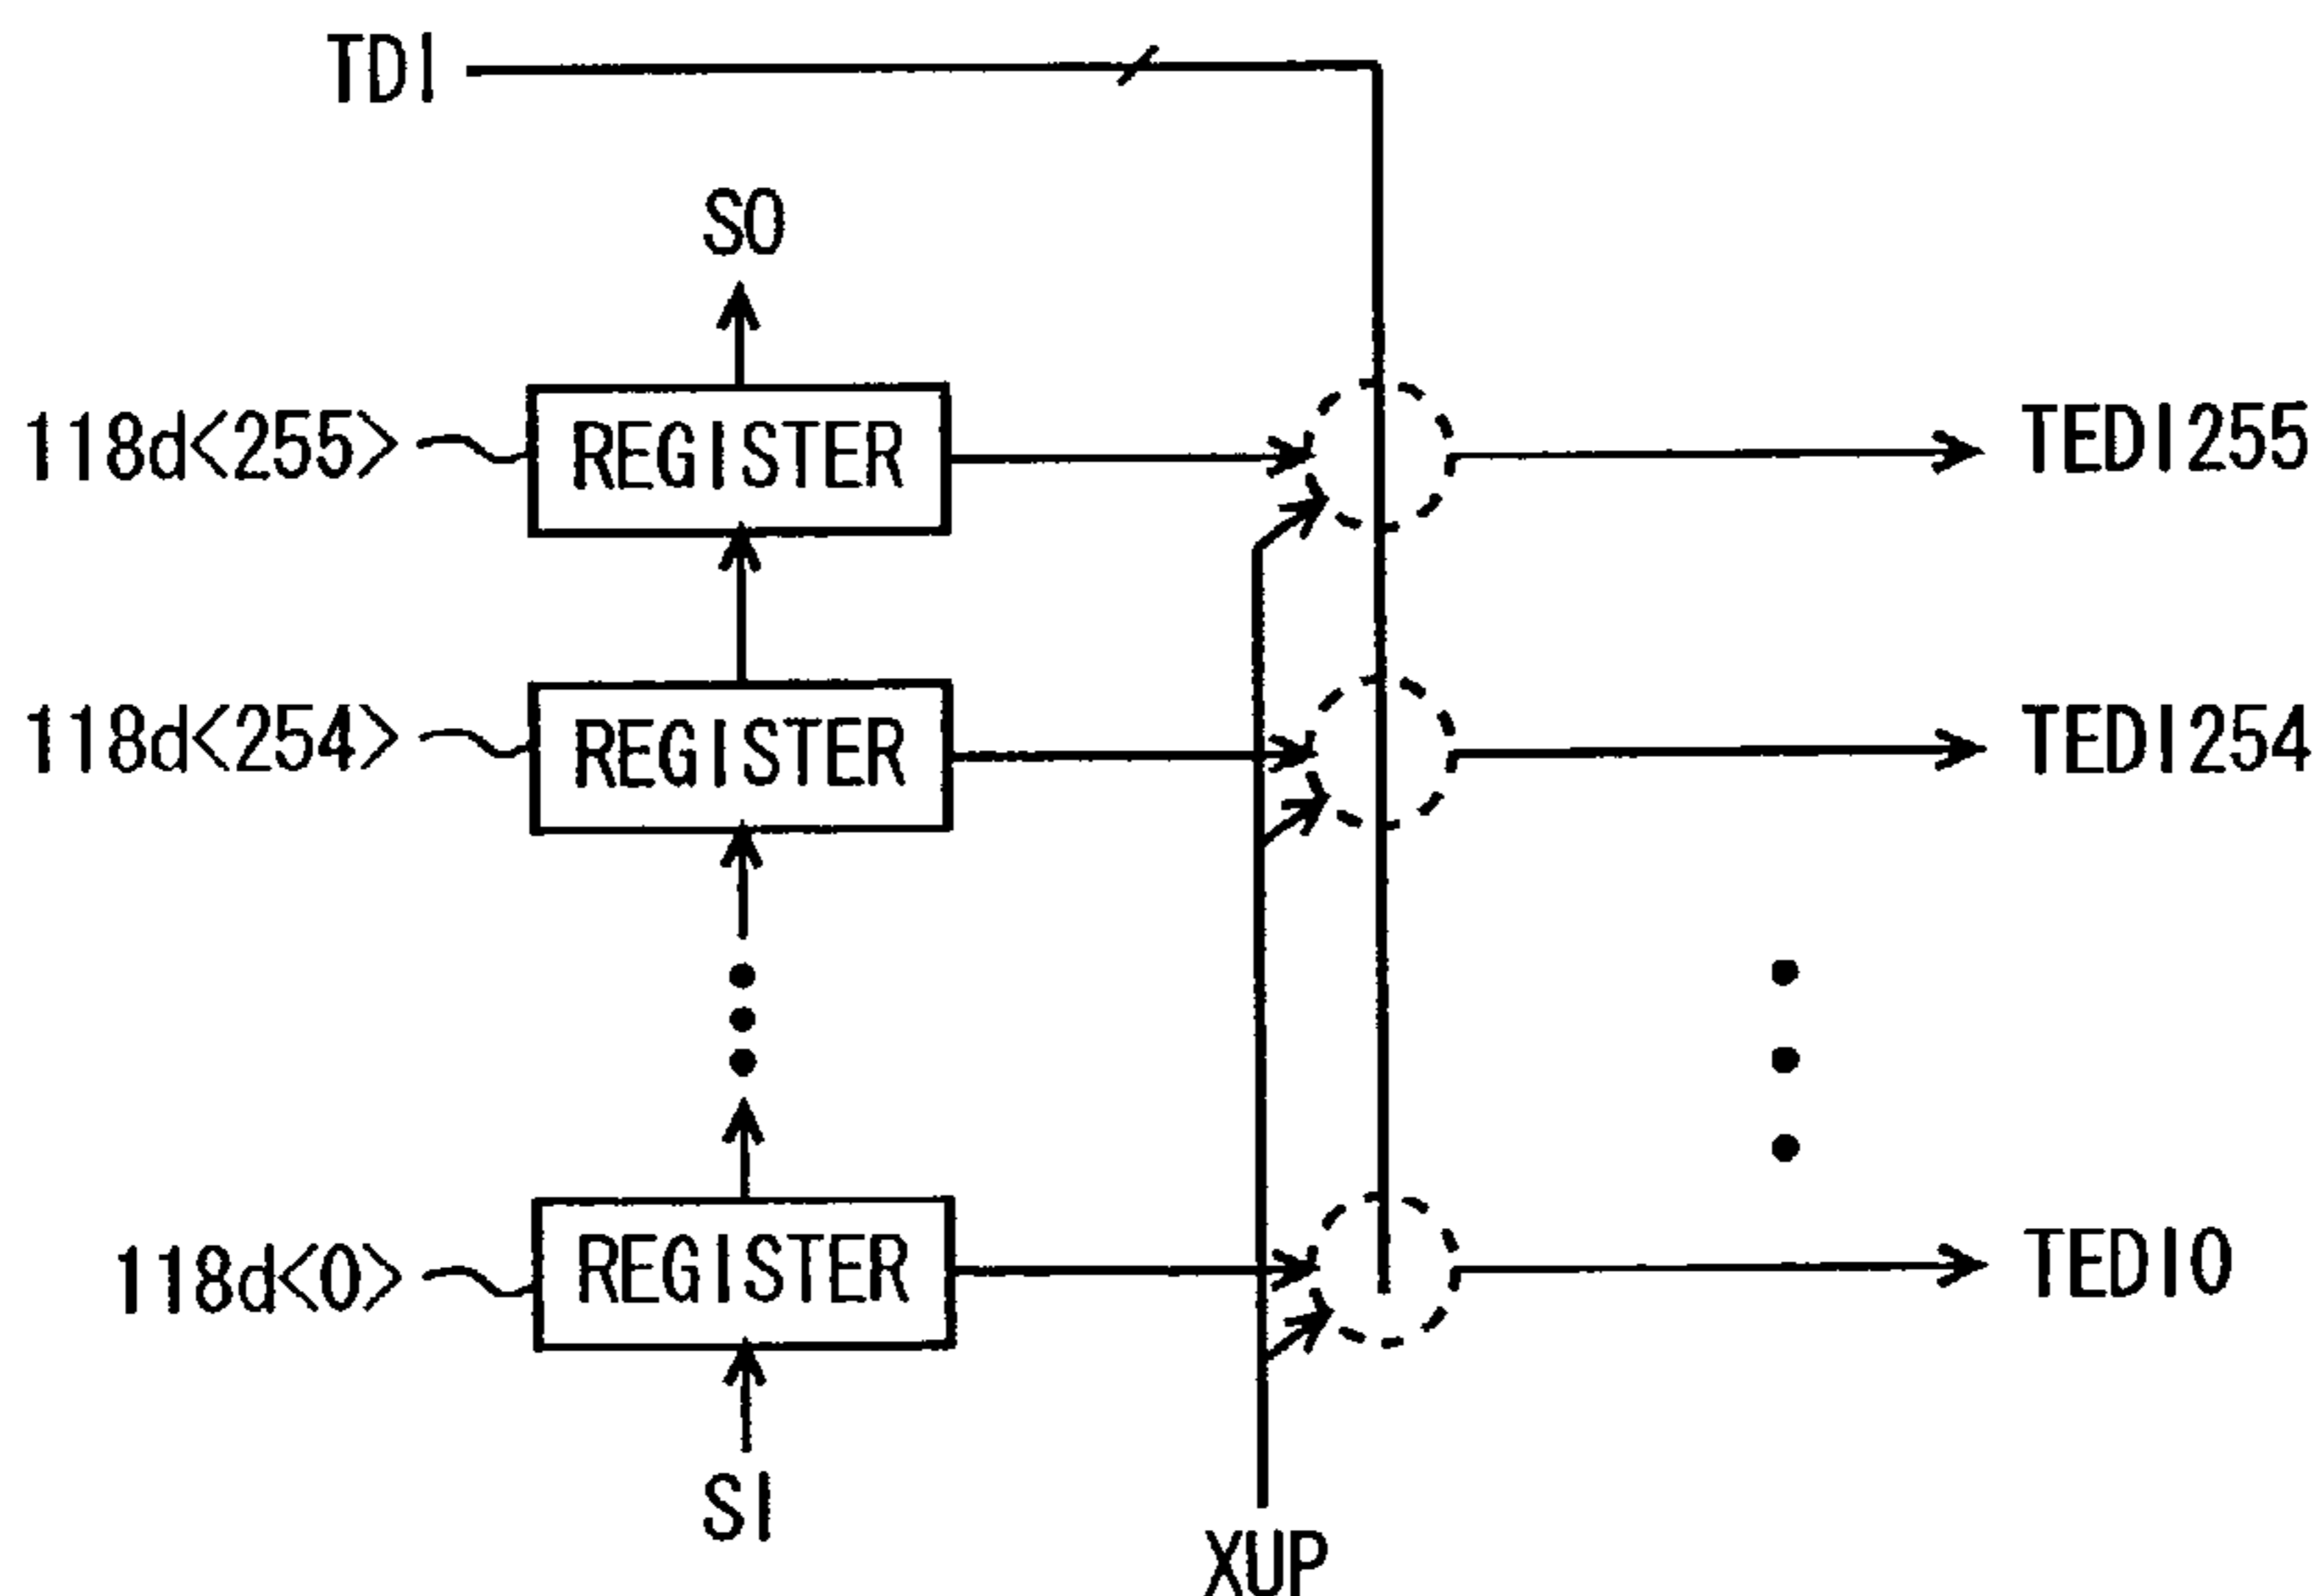 TDI
SO
118d<255> REGISTER TEDI255
118d<254> REGISTER TEDI254
118d<0> REGISTER TEDI0
SI
XUP